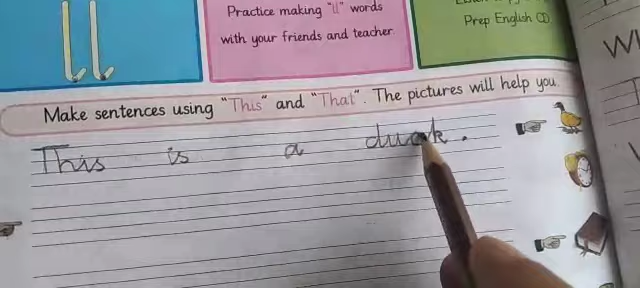 ll
Practice making "ll" words
with your friends and teacher.
Prep English
Make sentences using "This" and "That". The pictures will help you.
This is a duck.